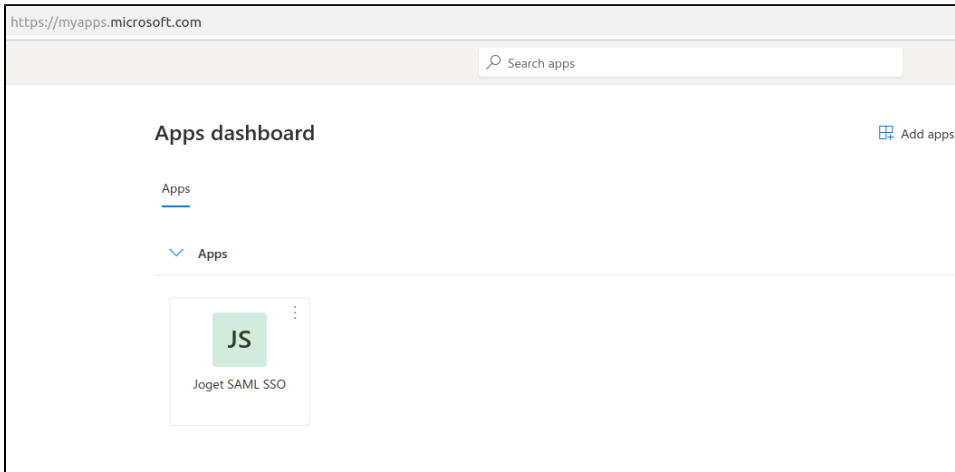 https://myapps.microsoft.com
Search apps
Apps dashboard
Add apps
Apps
Apps
JS
Joget SAML SSO